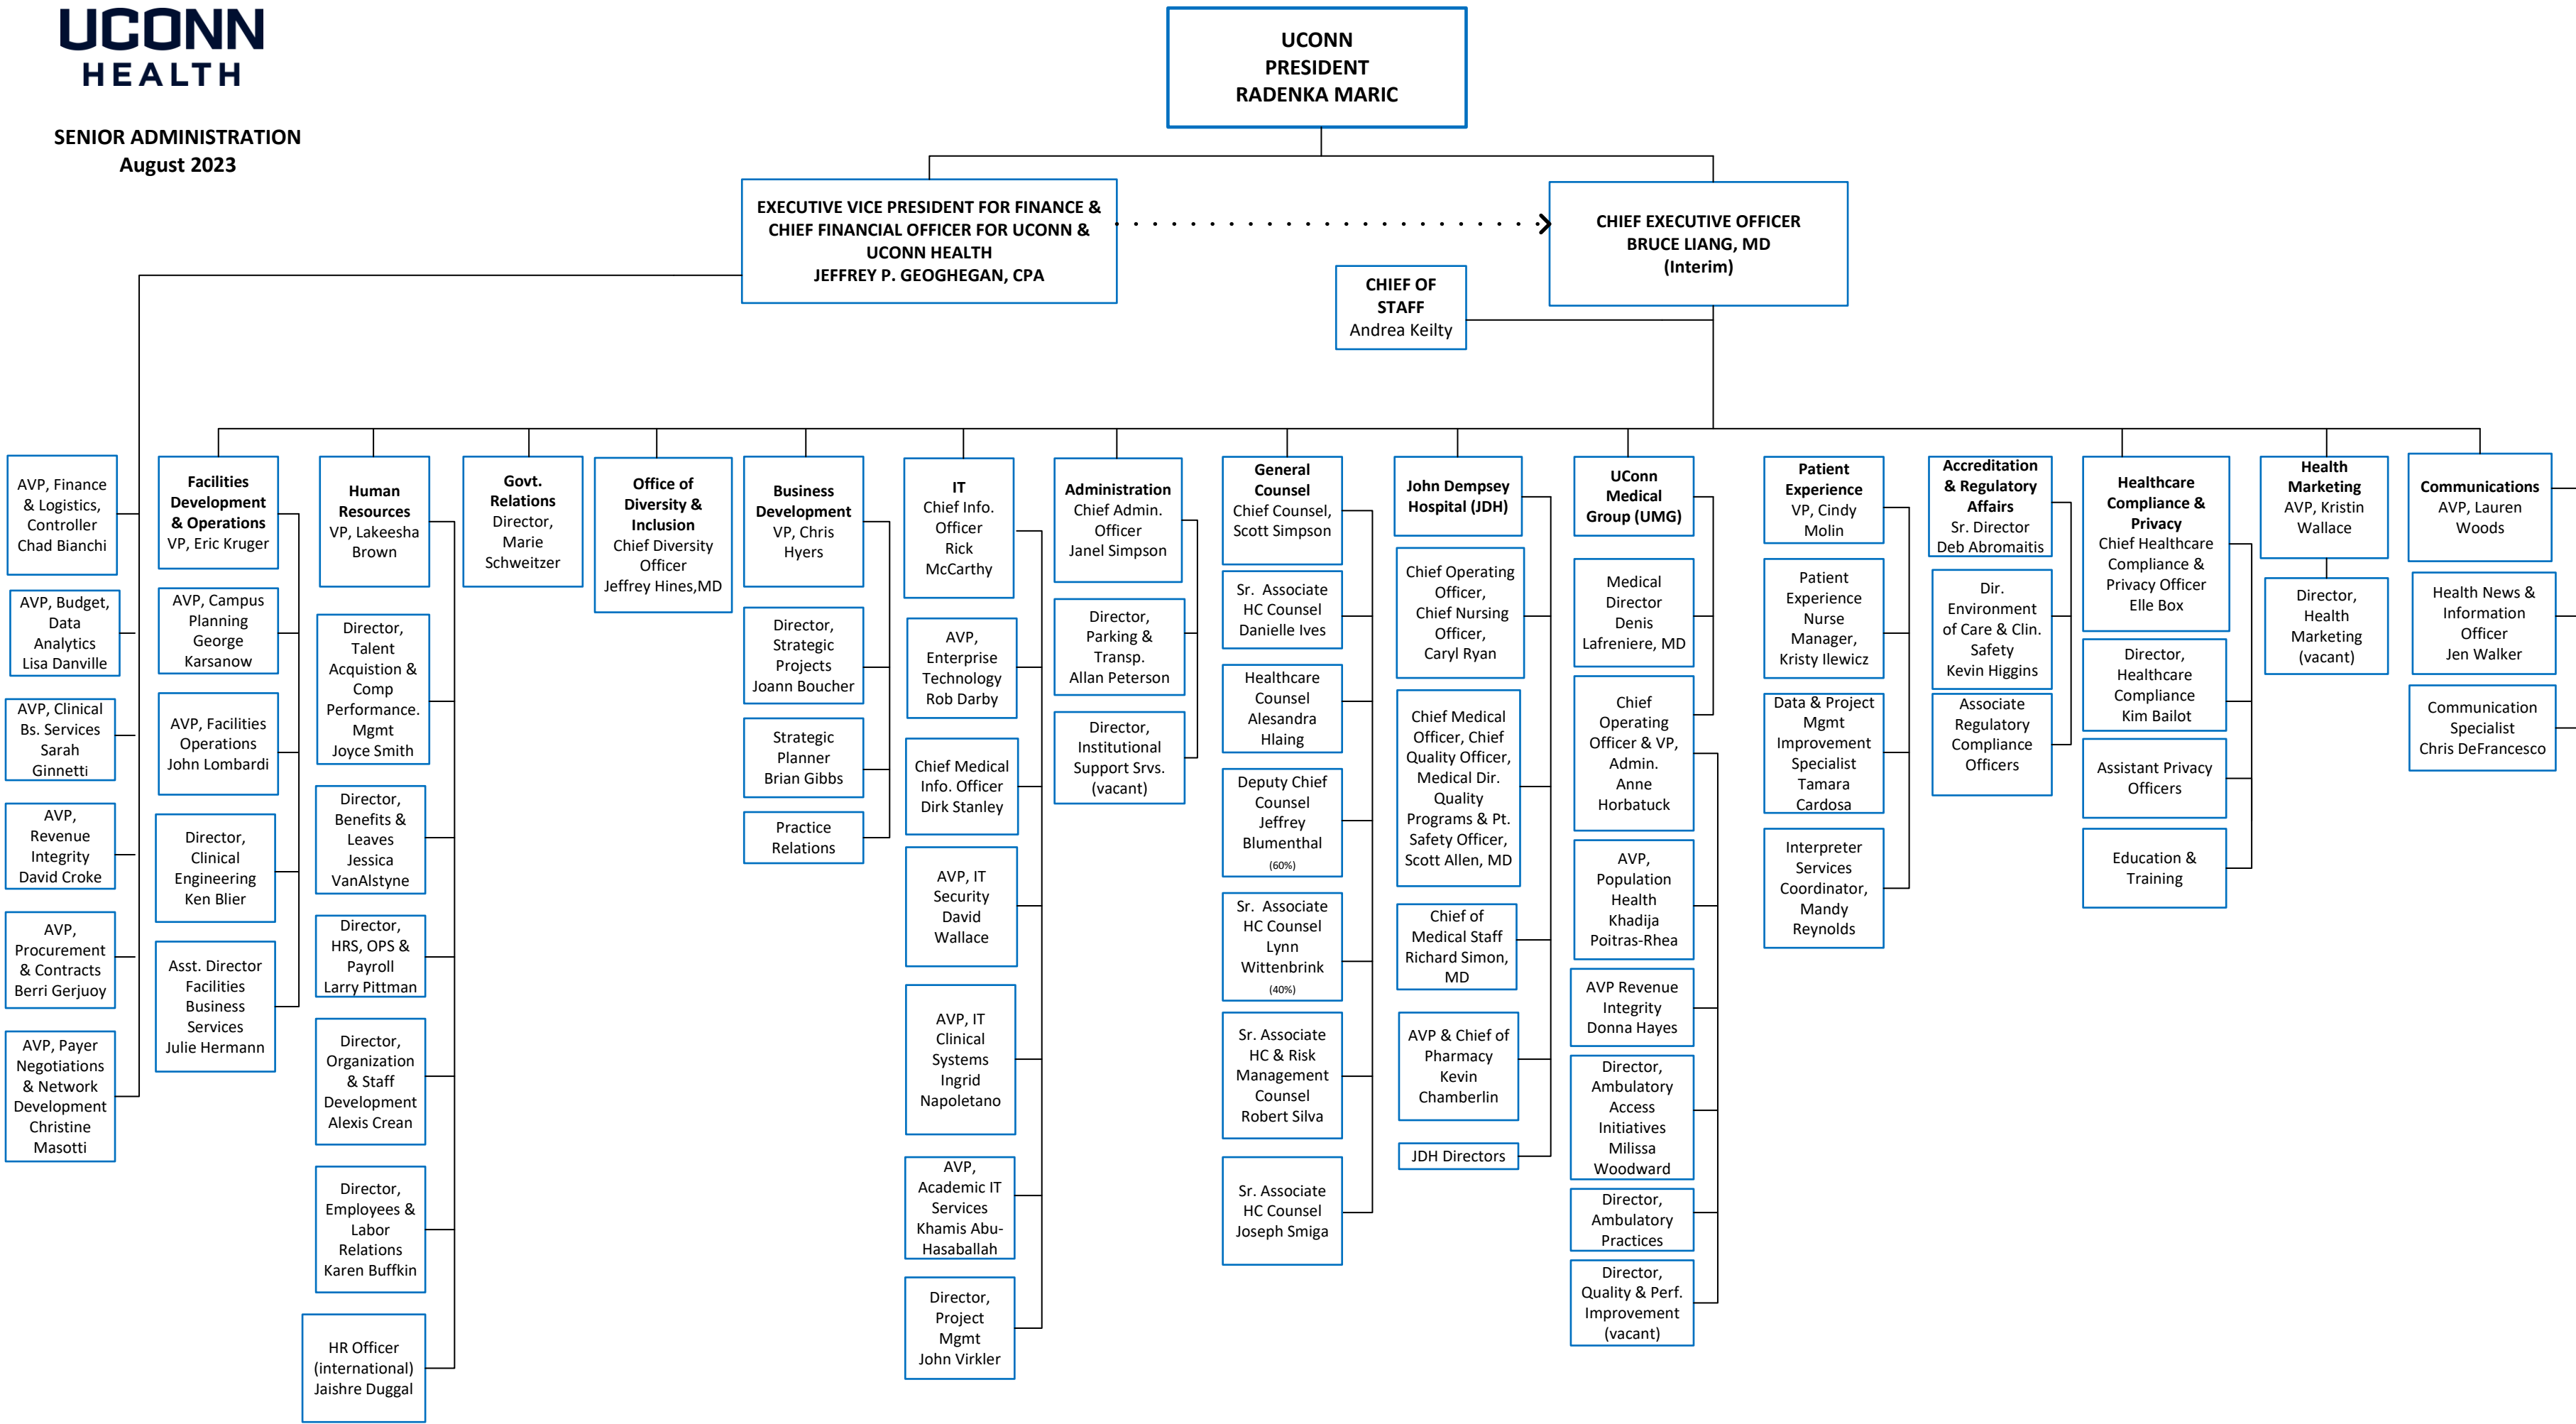 UCONN
HEALTH
SENIOR ADMINISTRATION
August 2023
UCONN
PRESIDENT
RADENKA MARIC
EXECUTIVE VICE PRESIDENT FOR FINANCE &
CHIEF FINANCIAL OFFICER FOR UCONN &
UCONN HEALTH
JEFFREY P. GEOGHEGAN, CPA
CHIEF EXECUTIVE OFFICER
BRUCE LIANG, MD
(Interim)
CHIEF OF
STAFF
Andrea Keilty
AVP, Finance
& Logistics,
Controller
Chad Bianchi
AVP, Budget,
Data
Analytics
Lisa Danville
AVP, Clinical
Bs. Services
Sarah
Ginnetti
AVP,
Revenue
Integrity
David Croke
AVP,
Procurement
& Contracts
Berri Gerjuoy
AVP, Payer
Negotiations
& Network
Development
Christine
Masotti
Facilities
Development
& Operations
VP, Eric Kruger
AVP, Campus
Planning
George
Karsanow
AVP, Facilities
Operations
John Lombardi
Director,
Clinical
Engineering
Ken Blier
Asst. Director
Facilities
Business
Services
Julie Hermann
Human
Resources
VP, Lakeesha
Brown
Director,
Talent
Acquistion &
Comp
Performance.
Mgmt
Joyce Smith
Director,
Benefits &
Leaves
Jessica
VanAlstyne
Director,
HRS, OPS &
Payroll
Larry Pittman
Director,
Organization
& Staff
Development
Alexis Crean
Director,
Employees &
Labor
Relations
Karen Buffkin
HR Officer
(international)
Jaishre Duggal
Govt.
Relations
Director,
Marie
Schweitzer
Office of
Diversity &
Inclusion
Chief Diversity
Officer
Jeffrey Hines,MD
Business
Development
VP, Chris
Hyers
Director,
Strategic
Projects
Joann Boucher
Strategic
Planner
Brian Gibbs
Practice
Relations
IT
Chief Info.
Officer
Rick
McCarthy
AVP,
Enterprise
Technology
Rob Darby
Chief Medical
Info. Officer
Dirk Stanley
AVP, IT
Security
David
Wallace
AVP, IT
Clinical
Systems
Ingrid
Napoletano
AVP,
Academic IT
Services
Khamis Abu-
Hasaballah
Director,
Project
Mgmt
John Virkler
Administration
Chief Admin.
Officer
Janel Simpson
Director,
Parking &
Transp.
Allan Peterson
Director,
Institutional
Support Srvs.
(vacant)
General
Counsel
Chief Counsel,
Scott Simpson
Sr. Associate
HC Counsel
Danielle Ives
Healthcare
Counsel
Alesandra
Hlaing
Deputy Chief
Counsel
Jeffrey
Blumenthal
(60%)
Sr. Associate
HC Counsel
Lynn
Wittenbrink
(40%)
Sr. Associate
HC & Risk
Management
Counsel
Robert Silva
Sr. Associate
HC Counsel
Joseph Smiga
John Dempsey
Hospital (JDH)
Chief Operating
Officer,
Chief Nursing
Officer,
Caryl Ryan
Chief Medical
Officer, Chief
Quality Officer,
Medical Dir.
Quality
Programs & Pt.
Safety Officer,
Scott Allen, MD
Chief of
Medical Staff
Richard Simon,
MD
AVP & Chief of
Pharmacy
Kevin
Chamberlin
JDH Directors
UConn
Medical
Group (UMG)
Medical
Director
Denis
Lafreniere, MD
Chief
Operating
Officer & VP,
Admin.
Anne
Horbatuck
AVP,
Population
Health
Khadija
Poitras-Rhea
AVP Revenue
Integrity
Donna Hayes
Director,
Ambulatory
Access
Initiatives
Milissa
Woodward
Director,
Ambulatory
Practices
Director,
Quality & Perf.
Improvement
(vacant)
Patient
Experience
VP, Cindy
Molin
Patient
Experience
Nurse
Manager,
Kristy Ilewicz
Data & Project
Mgmt
Improvement
Specialist
Tamara
Cardosa
Interpreter
Services
Coordinator,
Mandy
Reynolds
Accreditation
& Regulatory
Affairs
Sr. Director
Deb Abromaitis
Dir.
Environment
of Care & Clin.
Safety
Kevin Higgins
Associate
Regulatory
Compliance
Officers
Healthcare
Compliance &
Privacy
Chief Healthcare
Compliance &
Privacy Officer
Elle Box
Director,
Healthcare
Compliance
Kim Bailot
Assistant Privacy
Officers
Education &
Training
Health
Marketing
AVP, Kristin
Wallace
Director,
Health
Marketing
(vacant)
Communications
AVP, Lauren
Woods
Health News &
Information
Officer
Jen Walker
Communication
Specialist
Chris DeFrancesco